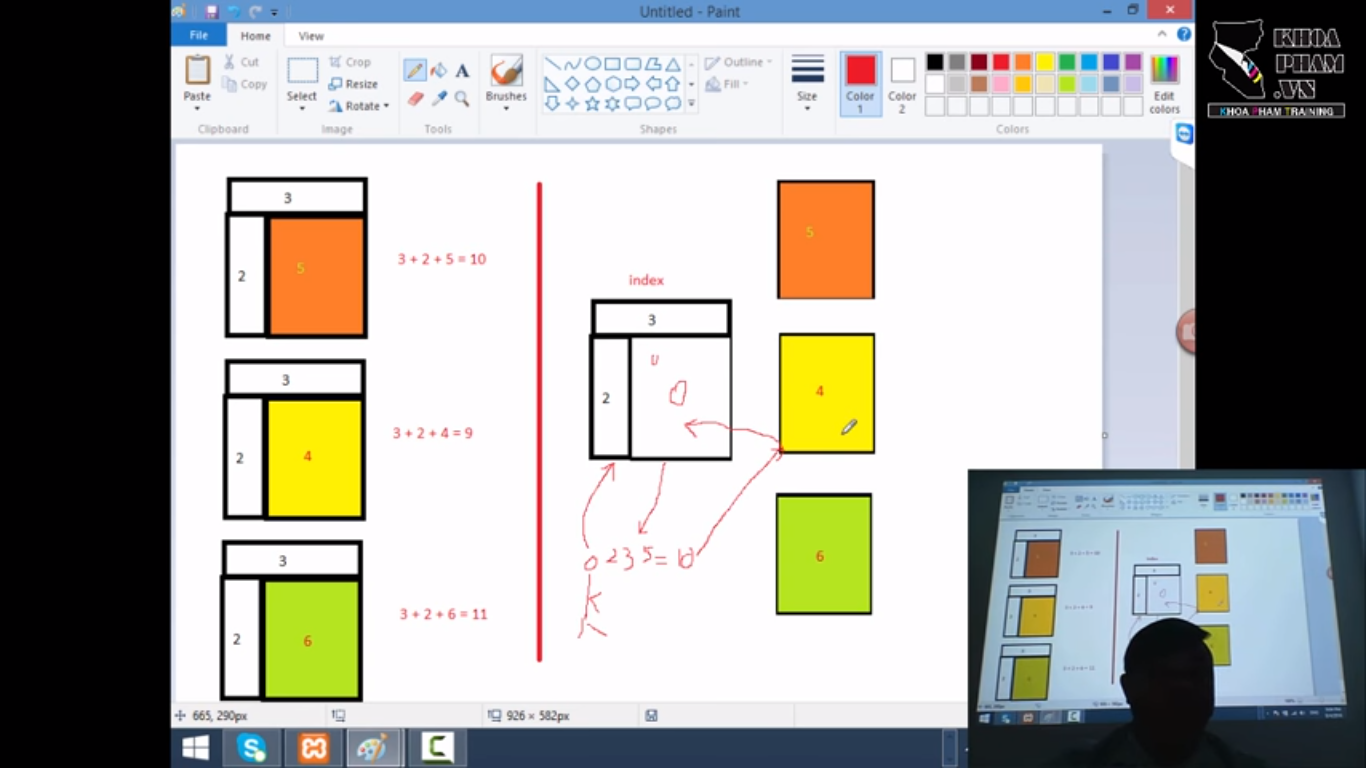 Untitled - Paint
File Home View
Paste
Cut
Copy
Clipboard
Select
Crop
Resize
Rotate
Image
A
Tools
Brushes
Shapes
Outline
Fill
Size
Color 1
Color 2
Edit colors
Colors
KHOA
PHAM
.VN
KHOA PHAM TRAINING
3
2
5
3 + 2 + 5 = 10
3
2
4
3 + 2 + 4 = 9
3
2
6
3 + 2 + 6 = 11
index
3
2
0
0 2 3 5 = 10
5
4
6
665, 290px
926 × 582px